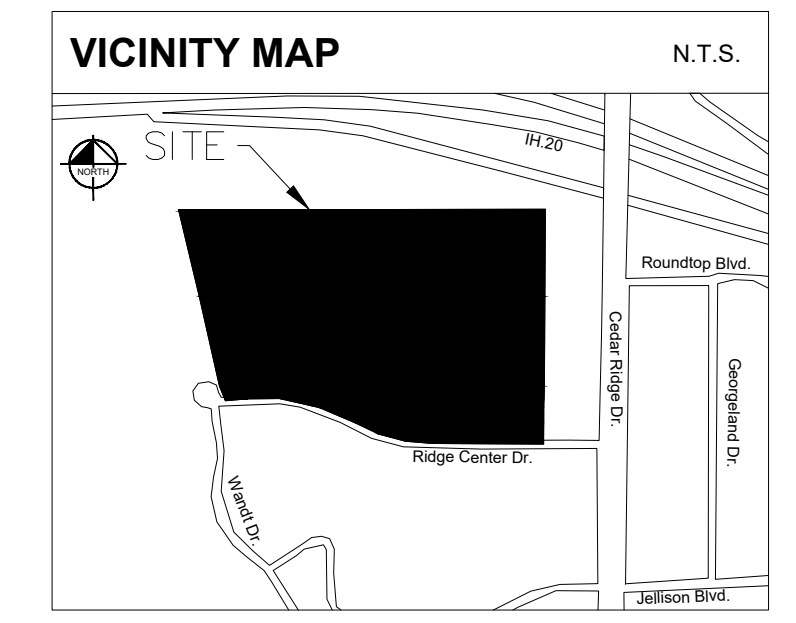 VICINITY MAP
N.T.S.
IH.20
SITE
NORTH
Roundtop Blvd.
Cedar Ridge Dr.
Georgeland Dr.
Ridge Center Dr.
Wandt Dr.
Jellison Blvd.